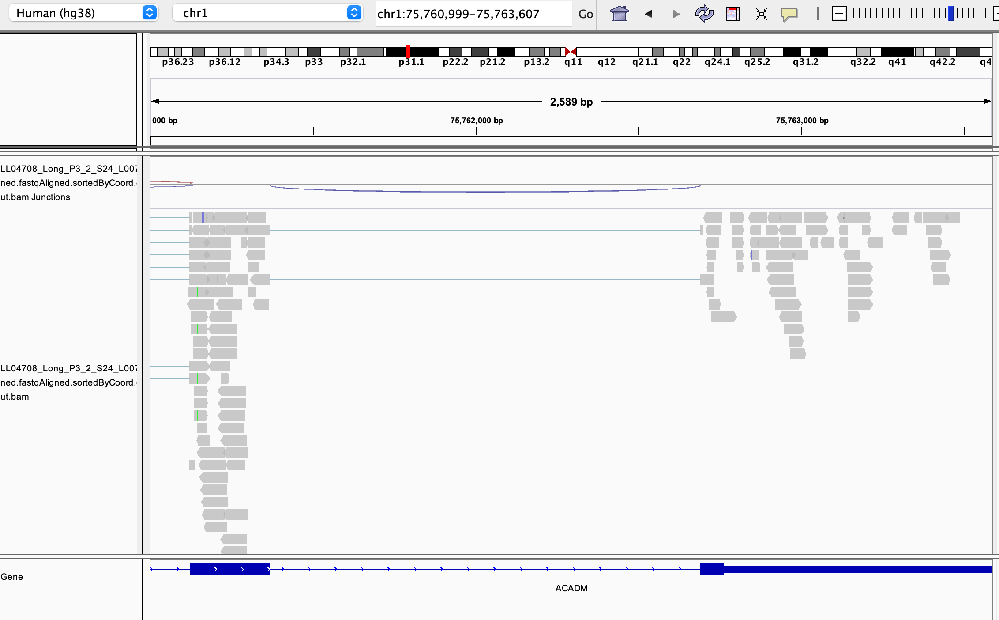 Human (hg38) chr1 chr1:75,760,999-75,763,607 Go
p36.23 p36.12 p34.3 p33 p32.1 p31.1 p22.2 p21.2 p13.2 q11 q12 q21.1 q22 q24.1 q25.2 q31.2 q32.2 q41 q42.2 q4
2,589 bp
000 bp 75,762,000 bp 75,763,000 bp
LL04708_Long_P3_2_S24_L007
ned.fastqAligned.sortedByCoord.
ut.bam Junctions
LL04708_Long_P3_2_S24_L007
ned.fastqAligned.sortedByCoord.
ut.bam
Gene
ACADM